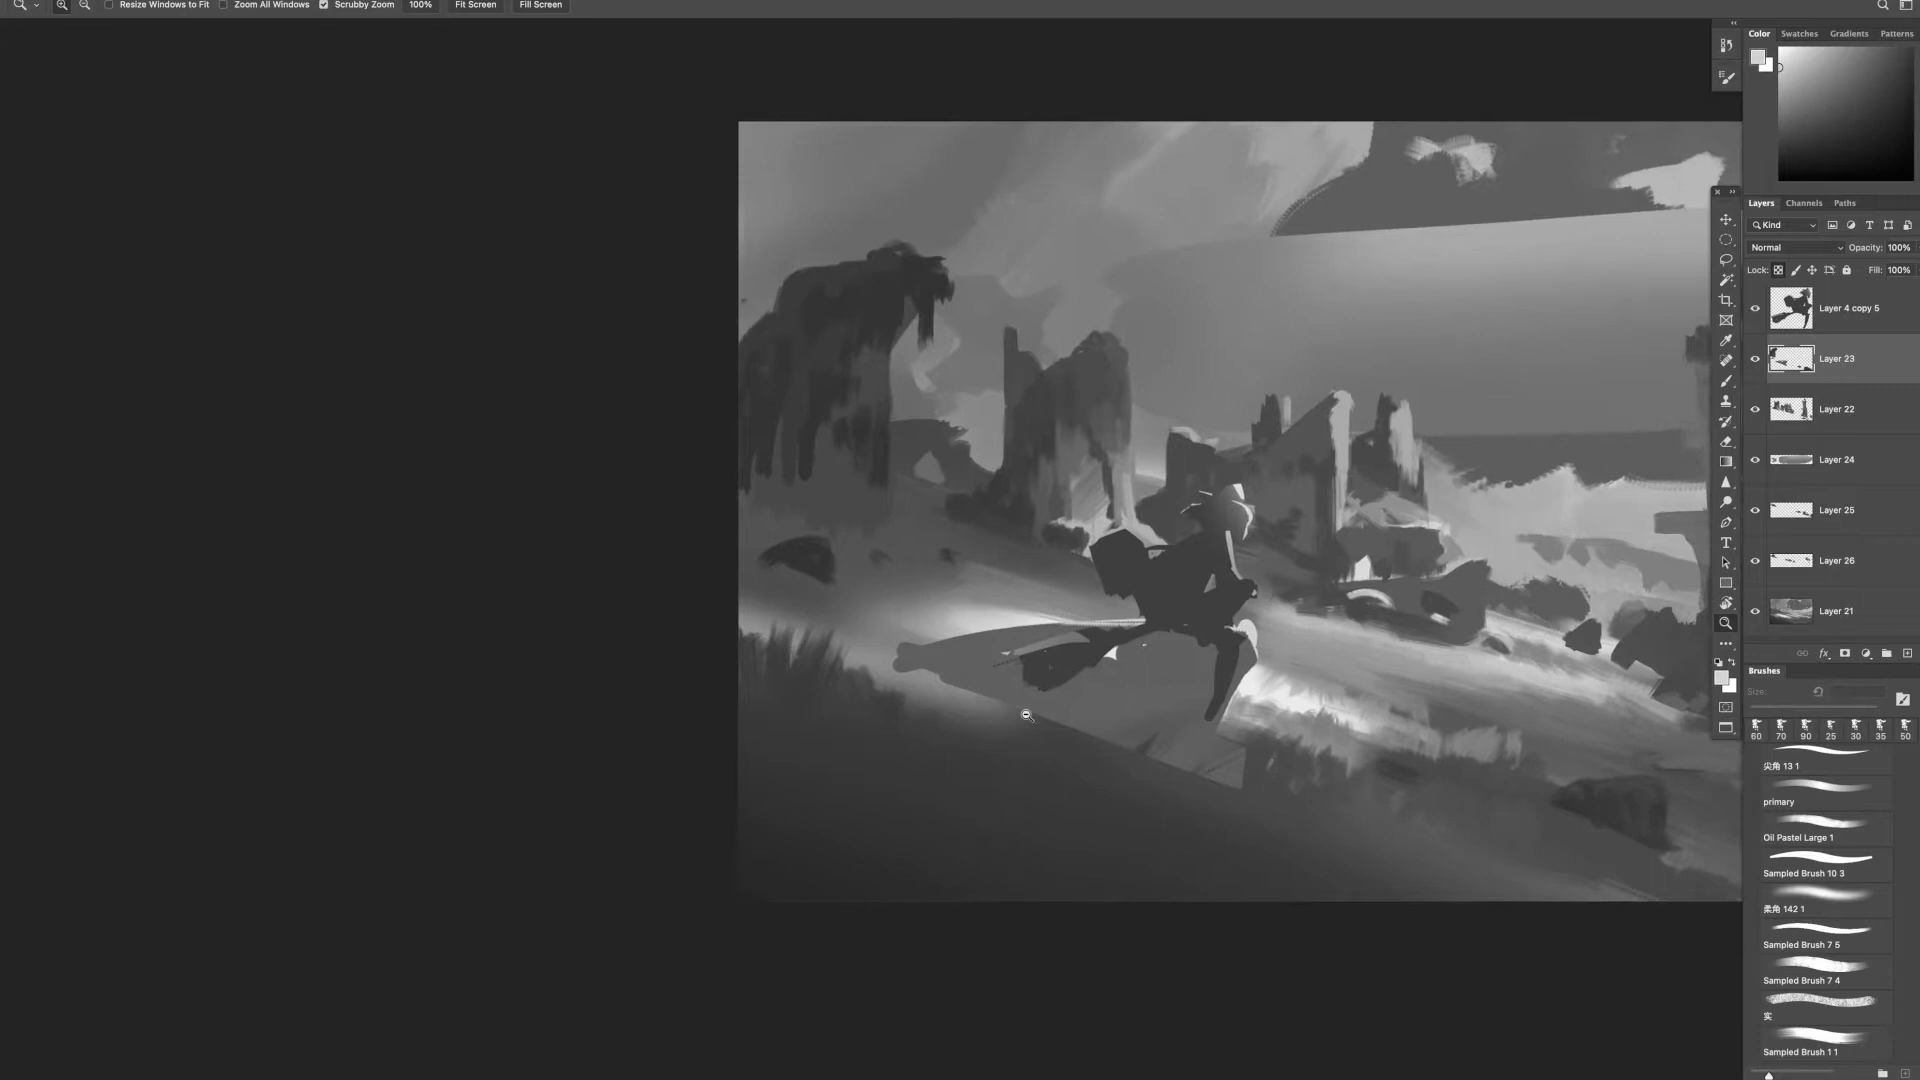 Resize Windows to Fit
Zoom All Windows
Scrubby Zoom
100%
Fit Screen
Fill Screen
Color
Swatches
Gradients
Patterns
Layers
Channels
Paths
Kind
Normal
Opacity: 100%
Lock:
Fill: 100%
Layer 4 copy 5
Layer 23
Layer 22
Layer 24
Layer 25
Layer 26
Layer 21
fx
Brushes
Size:
60 70 90 25 30 35 50
尖角 13 1
primary
Oil Pastel Large 1
Sampled Brush 10 3
柔角 142 1
Sampled Brush 7 5
Sampled Brush 7 4
实
Sampled Brush 1 1